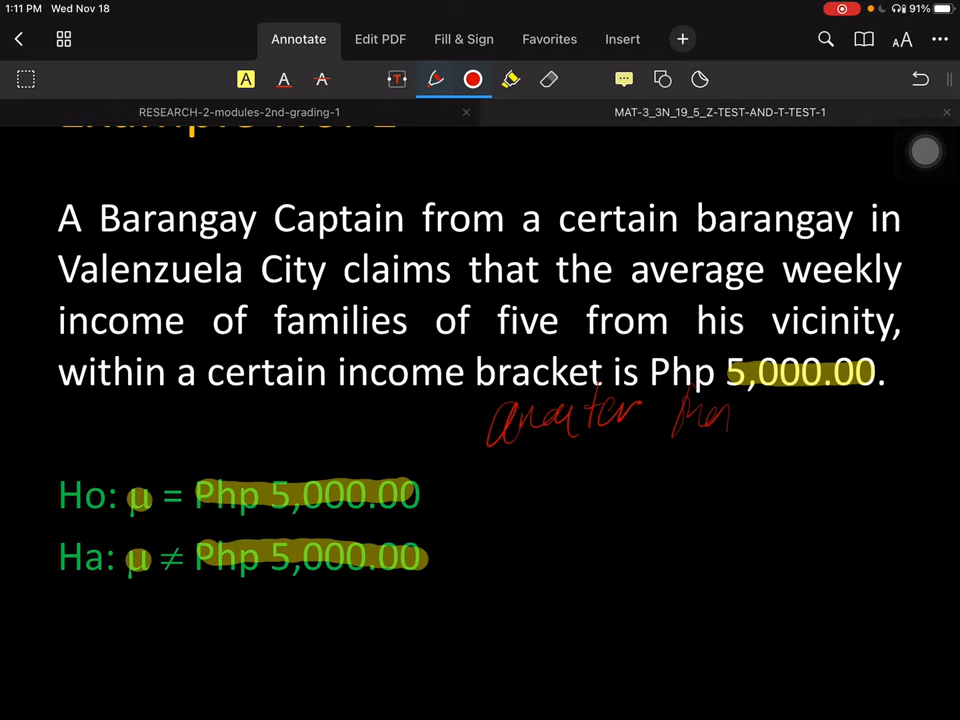 1:11 PM Wed Nov 18
91%
Annotate Edit PDF Fill & Sign Favorites Insert
RESEARCH-2-modules-2nd-grading-1 MAT-3_3N_19_5_Z-TEST-AND-T-TEST-1
A Barangay Captain from a certain barangay in
Valenzuela City claims that the average weekly
income of families of five from his vicinity,
within a certain income bracket is Php 5,000.00.
Ho: μ = Php 5,000.00
Ha: μ ≠ Php 5,000.00